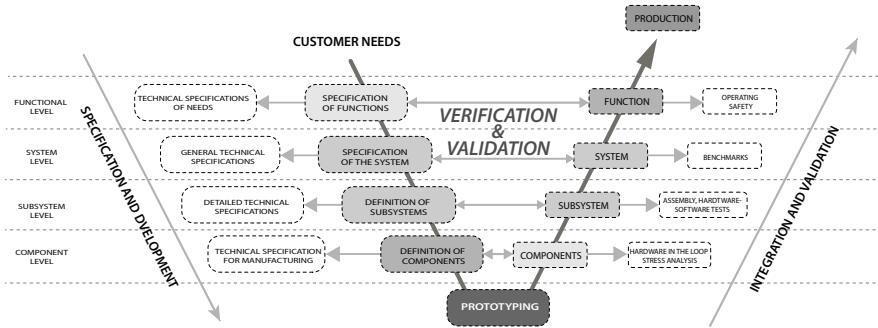 PRODUCTION
CUSTOMER NEEDS
FUNCTIONAL
LEVEL
TECHNICAL SPECIFICATIONS
OF NEEDS
SPECIFICATION
OF FUNCTIONS
VERIFICATION
&
VALIDATION
FUNCTION
OPERATING
SAFETY
SYSTEM
LEVEL
GENERAL TECHNICAL
SPECIFICATIONS
SPECIFICATION
OF THE SYSTEM
SYSTEM
BENCHMARKS
SUBSYSTEM
LEVEL
DETAILED TECHNICAL
SPECIFICATIONS
DEFINITION OF
SUBSYSTEMS
SUBSYSTEM
ASSEMBLY, HARDTWARE-
SOFTWARE TESTS
COMPONENT
LEVEL
TECHNICAL SPECIFICATION
FOR MANUFACTURING
DEFINITION OF
COMPONENTS
COMPONENTS
HARDWARE IN THE LOOP
STRESS ANALYSIS
PROTOTYPING
SPECIFICATION AND DVELOPMENT
INTEGRATION AND VALIDATION